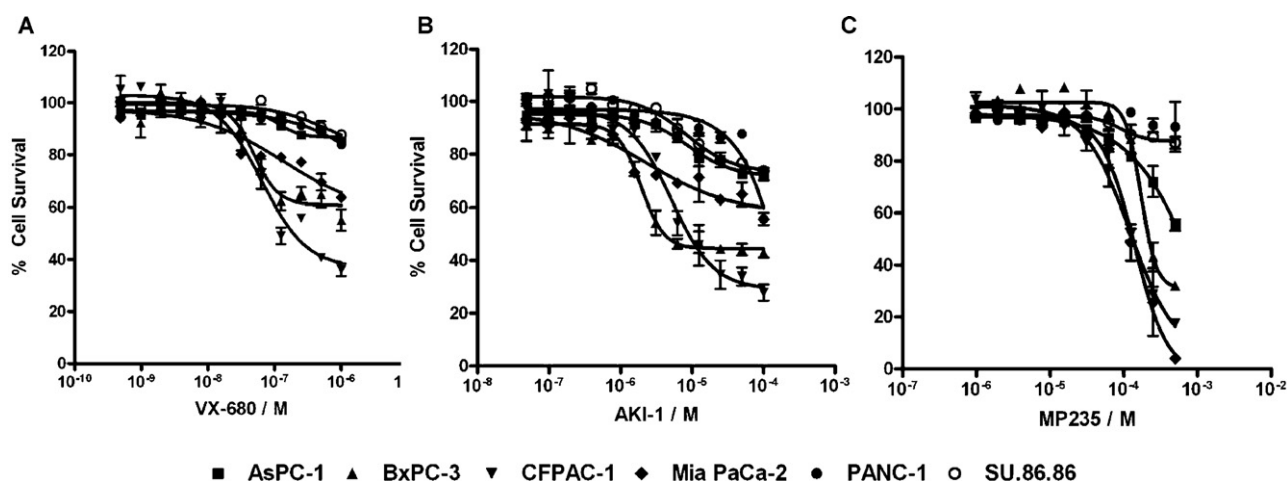 A
120
100
80
60
40
20
0
% Cell Survival
10-10 10-9 10-8 10-7 10-6 1
VX-680 / M
B
120
100
80
60
40
20
0
% Cell Survival
10-8 10-7 10-6 10-5 10-4 10-3
AKI-1 / M
C
120
100
80
60
40
20
0
10-7 10-6 10-5 10-4 10-3 10-2
MP235 / M
AsPC-1 BxPC-3 CFPAC-1 Mia PaCa-2 PANC-1 SU.86.86